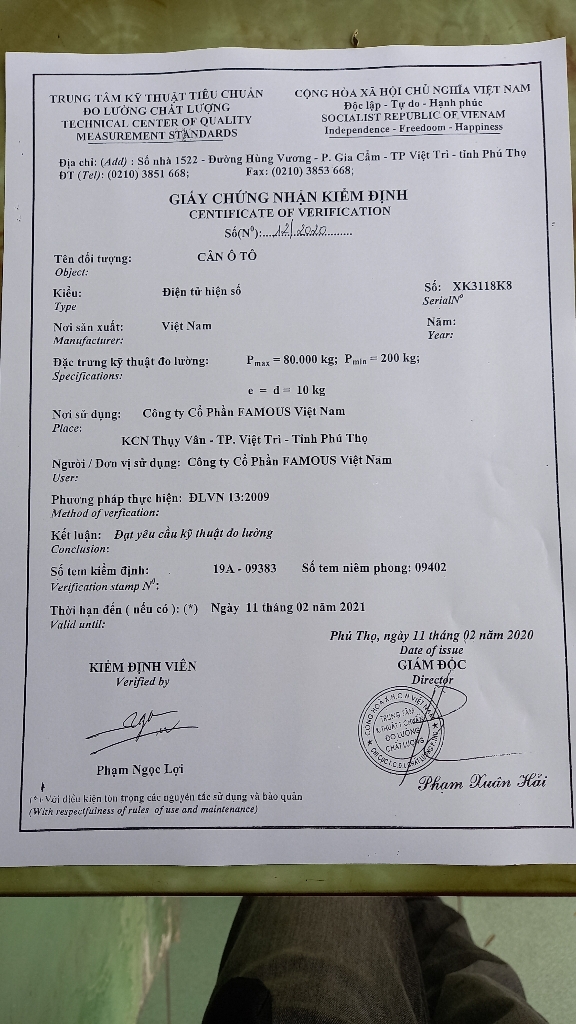 TRUNG TÂM KỸ THUẬT TIÊU CHUẨN
ĐO LƯỜNG CHẤT LƯỢNG
TECHNICAL CENTER OF QUALITY
MEASUREMENT STANDARDS
CỘNG HÒA XÃ HỘI CHỦ NGHĨA VIỆT NAM
Độc lập - Tự do - Hạnh phúc
SOCIALIST REPUBLIC OF VIENAM
Independence - Freedoom - Happiness
Địa chỉ: (Add) : Số nhà 1522 - Đường Hùng Vương - P. Gia Cẩm - TP Việt Trì - tỉnh Phú Thọ
ĐT (Tel): (0210) 3851 668; Fax: (0210) 3853 668;
GIẤY CHỨNG NHẬN KIỂM ĐỊNH
CERTIFICATE OF VERIFICATION
Số(N⁰):....12/2020.........
Tên đối tượng: CÂN Ô TÔ
Object:
Kiểu: Điện tử hiện số Số: XK3118K8
Type SerialN⁰
Nơi sản xuất: Việt Nam Năm:
Manufacturer: Year:
Đặc trưng kỹ thuật đo lường: Pmax = 80.000 kg; Pmin = 200 kg;
Specifications:
e = d = 10 kg
Nơi sử dụng: Công ty Cổ Phần FAMOUS Việt Nam
Place:
KCN Thụy Vân - TP. Việt Trì - Tỉnh Phú Thọ
Người / Đơn vị sử dụng: Công ty Cổ Phần FAMOUS Việt Nam
User:
Phương pháp thực hiện: ĐLVN 13:2009
Method of verfication:
Kết luận: Đạt yêu cầu kỹ thuật đo lường
Conclusion:
Số tem kiểm định: 19A - 09383 Số tem niêm phong: 09402
Verification stamp N⁰:
Thời hạn đến ( nếu có ): (*) Ngày 11 tháng 02 năm 2021
Valid until:
Phú Thọ, ngày 11 tháng 02 năm 2020
Date of issue
KIỂM ĐỊNH VIÊN
Verified by
GIÁM ĐỐC
Director
TRUNG TÂM
ĐO LƯỜNG
CHẤT LƯỢNG
Phạm Ngọc Lợi
Phạm Xuân Hải
(*) Với điều kiện tôn trọng các nguyên tắc sử dụng và bảo quản
(With respectfulness of rules of use and maintenance)